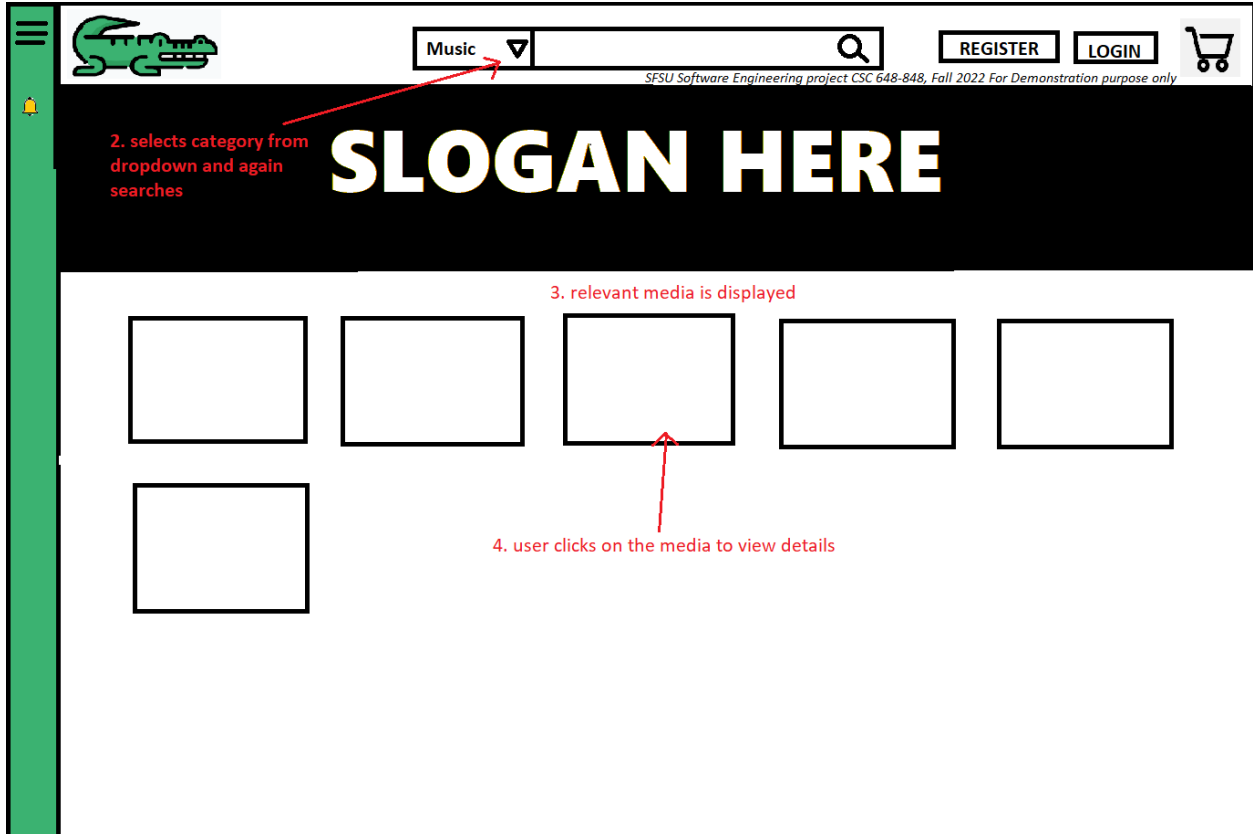 Music
REGISTER
LOGIN
SFSU Software Engineering project CSC 648-848, Fall 2022 For Demonstration purpose only
2. selects category from
dropdown and again
searches
SLOGAN HERE
3. relevant media is displayed
4. user clicks on the media to view details